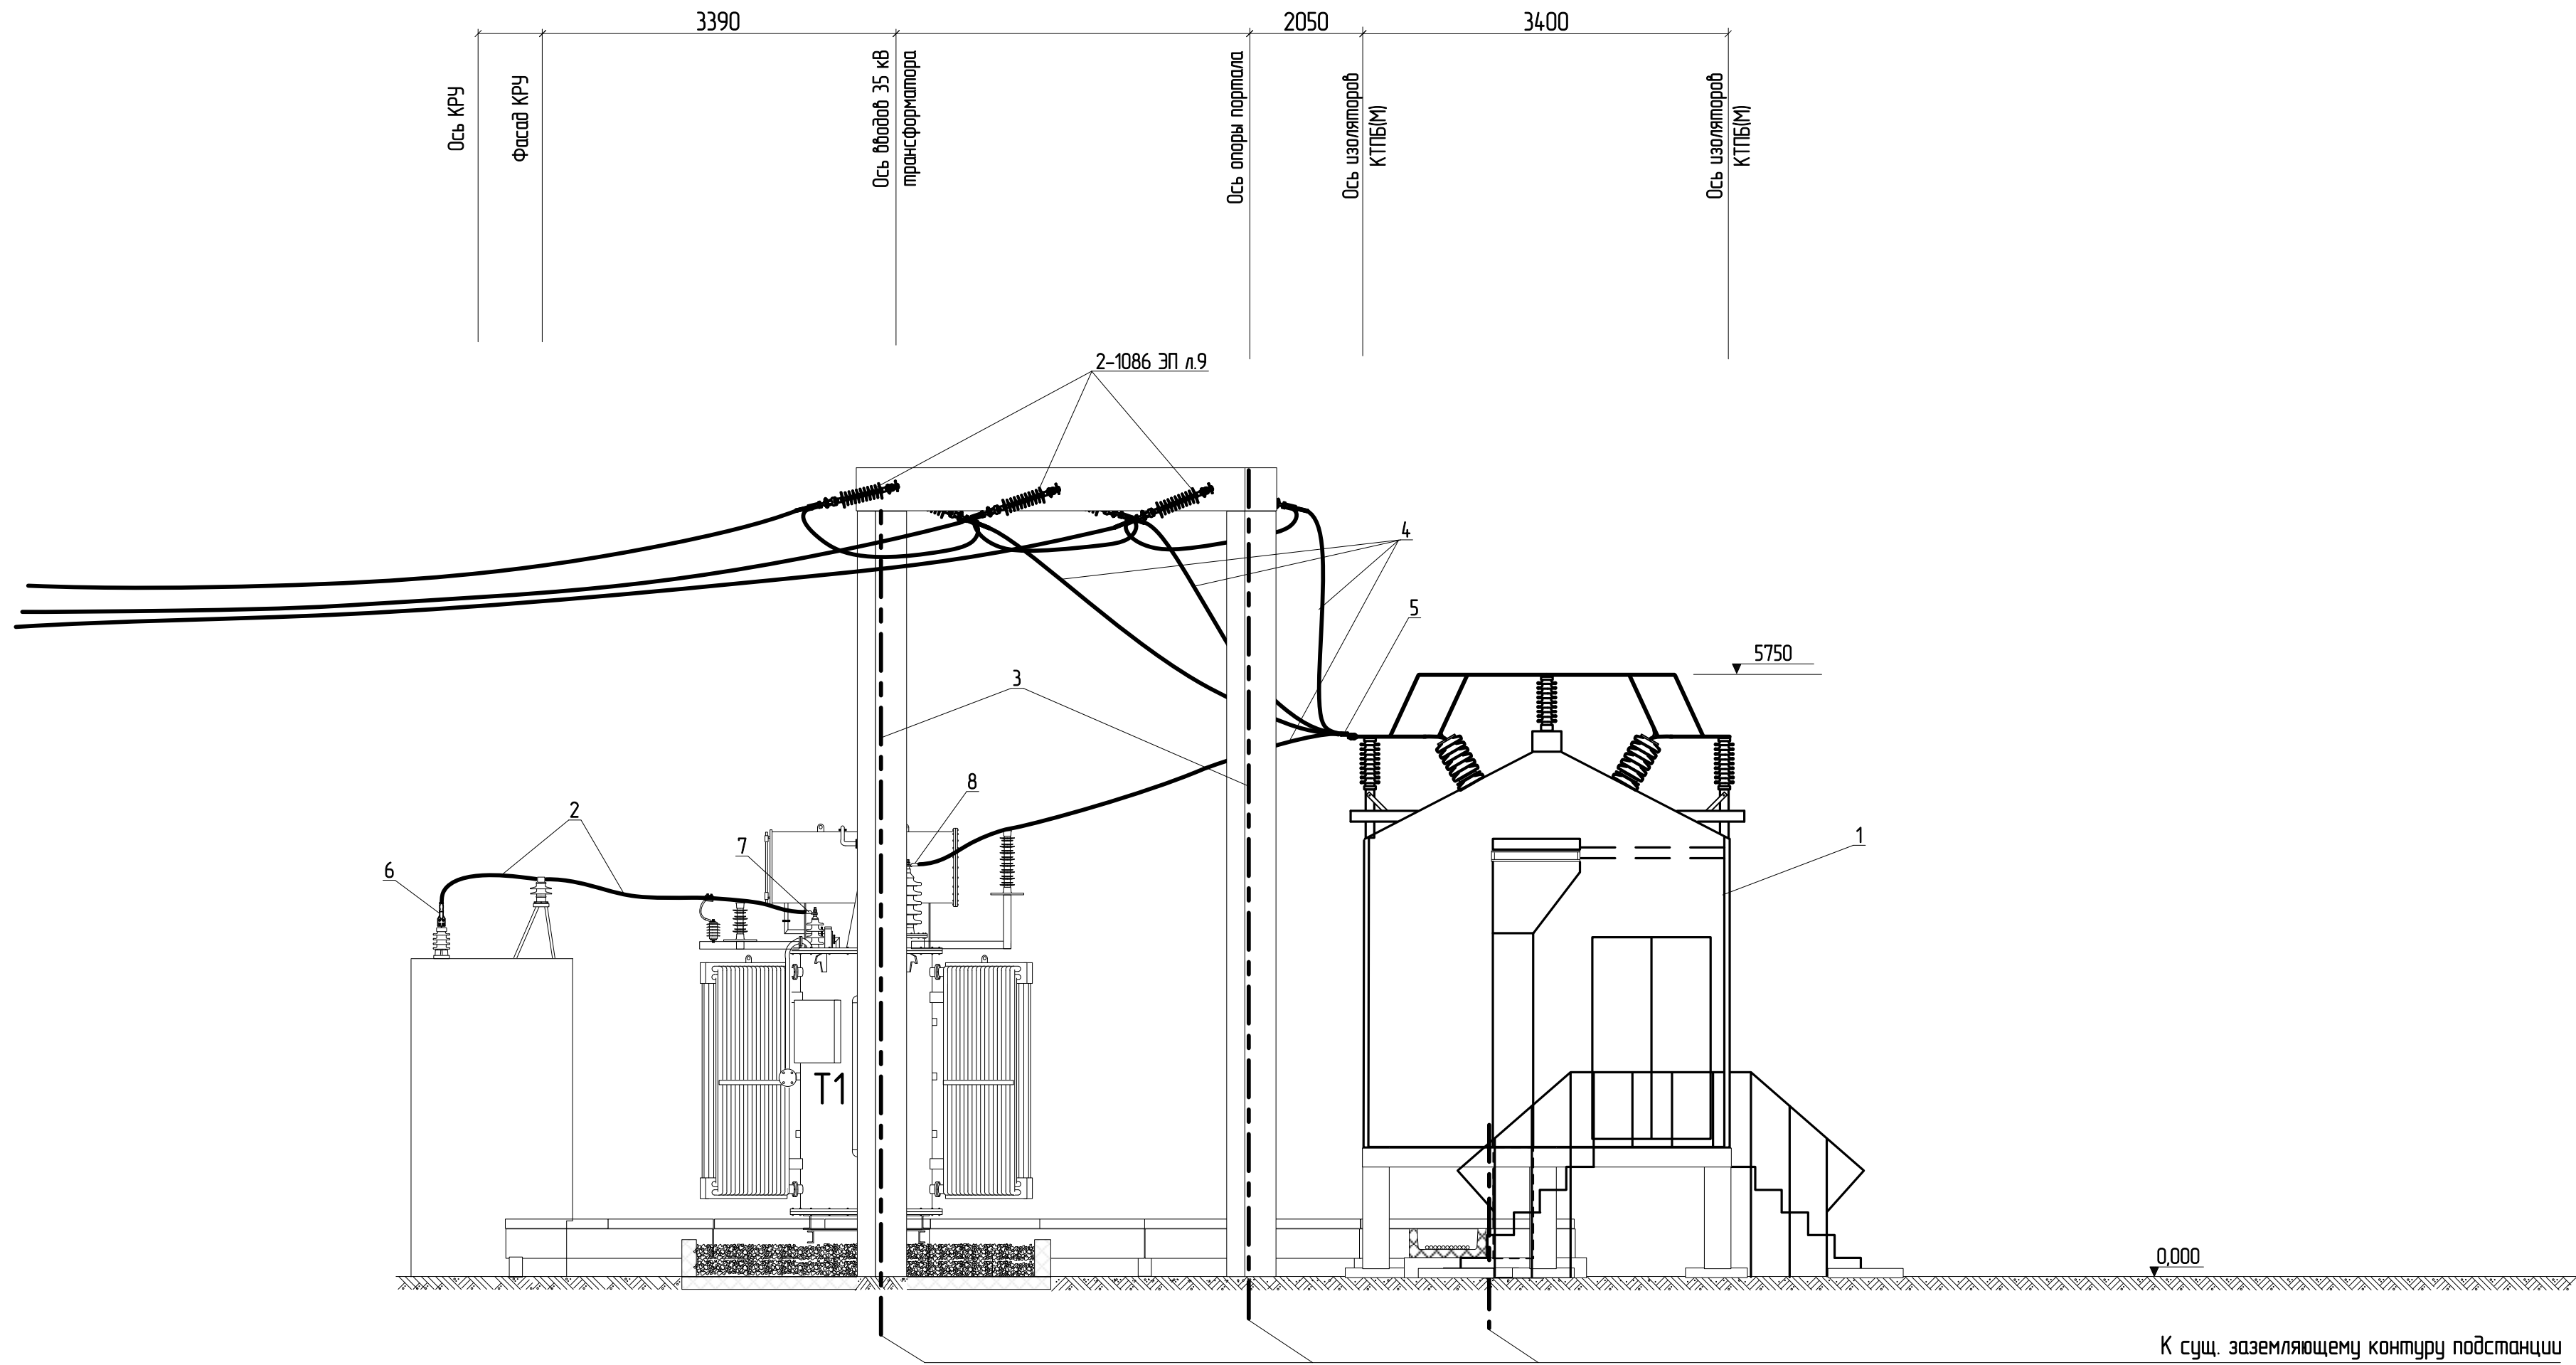 3390
2050
3400
Ось КРУ
Фасад КРУ
Ось вводов 35 кВ
трансформатора
Ось опоры портала
Ось изоляторов
КТПБ(М)
Ось изоляторов
КТПБ(М)
2-1086 ЭП л.9
4
5
5750
3
8
2
7
1
6
Т1
0,000
К сущ. заземляющему контуру подстанции